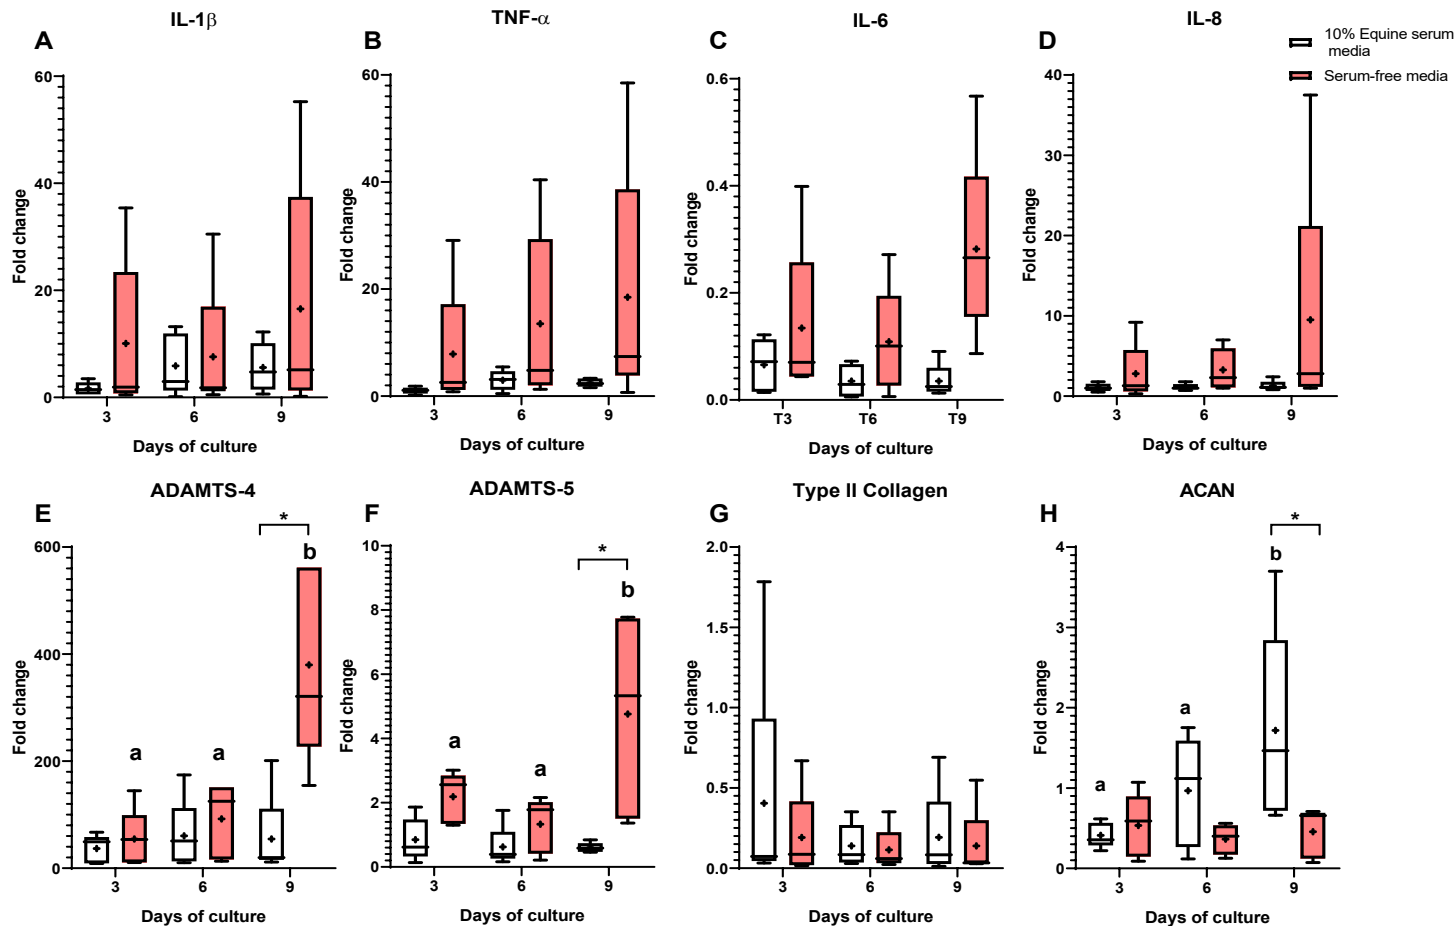 IL-1β
TNF-α
IL-6
IL-8
A
B
C
D
10% Equine serum
media
Serum-free media
Fold change
60
40
20
0
3
6
9
Days of culture
Fold change
60
40
20
0
3
6
9
Days of culture
Fold change
0.6
0.4
0.2
0.0
T3
T6
T9
Days of culture
Fold change
40
30
20
10
0
3
6
9
Days of culture
ADAMTS-4
ADAMTS-5
Type II Collagen
ACAN
E
F
G
H
Fold change
600
400
200
0
a
a
*
b
3
6
9
Days of culture
Fold change
10
8
6
4
2
0
a
a
*
b
3
6
9
Days of culture
Fold change
2.0
1.5
1.0
0.5
0.0
3
6
9
Days of culture
Fold change
4
3
2
1
0
a
a
*
b
3
6
9
Days of culture